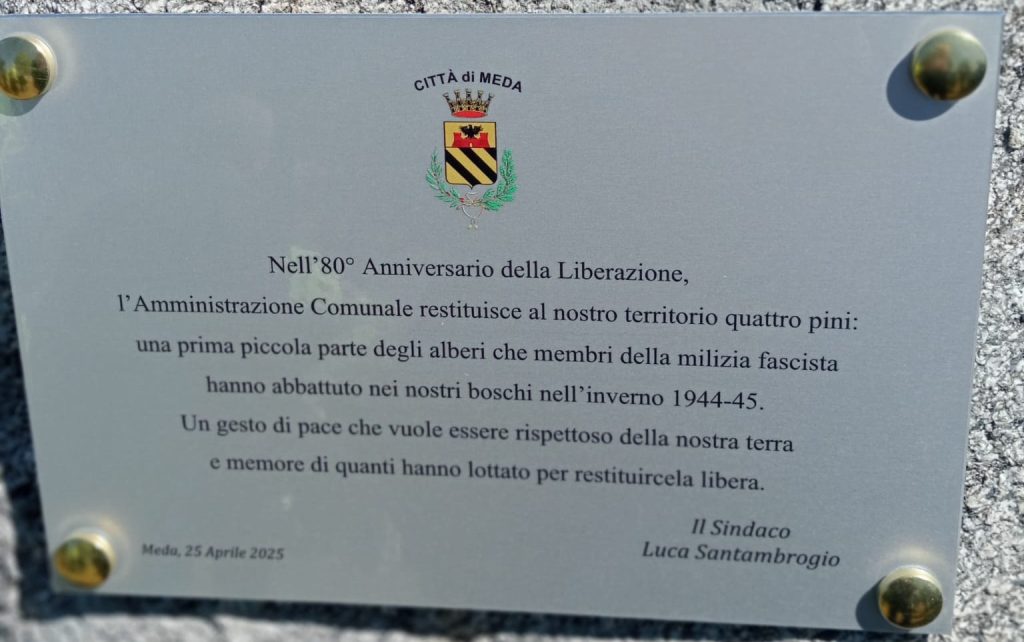 CITTÀ di MEDA
Nell'80° Anniversario della Liberazione,
l'Amministrazione Comunale restituisce al nostro territorio quattro pini:
una prima piccola parte degli alberi che membri della milizia fascista
hanno abbattuto nei nostri boschi nell'inverno 1944-45.
Un gesto di pace che vuole essere rispettoso della nostra terra
e memore di quanti hanno lottato per restituircela libera.
Il Sindaco
Luca Santambrogio
Meda, 25 Aprile 2025